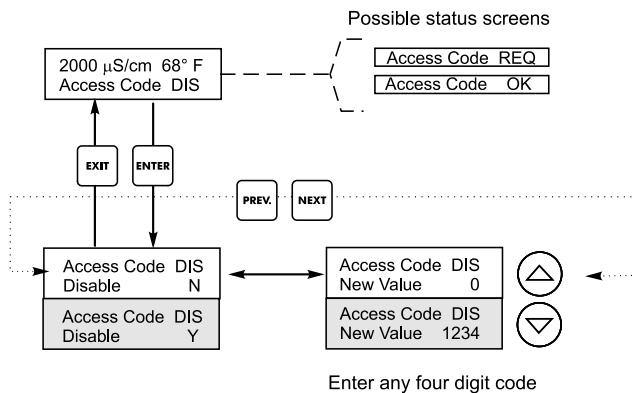 Possible status screens
2000 µS/cm 68° F
Access Code DIS
Access Code REQ
Access Code OK
EXIT
ENTER
PREV.
NEXT
Access Code DIS
Disable N
Access Code DIS
Disable Y
Access Code DIS
New Value 0
Access Code DIS
New Value 1234
Enter any four digit code